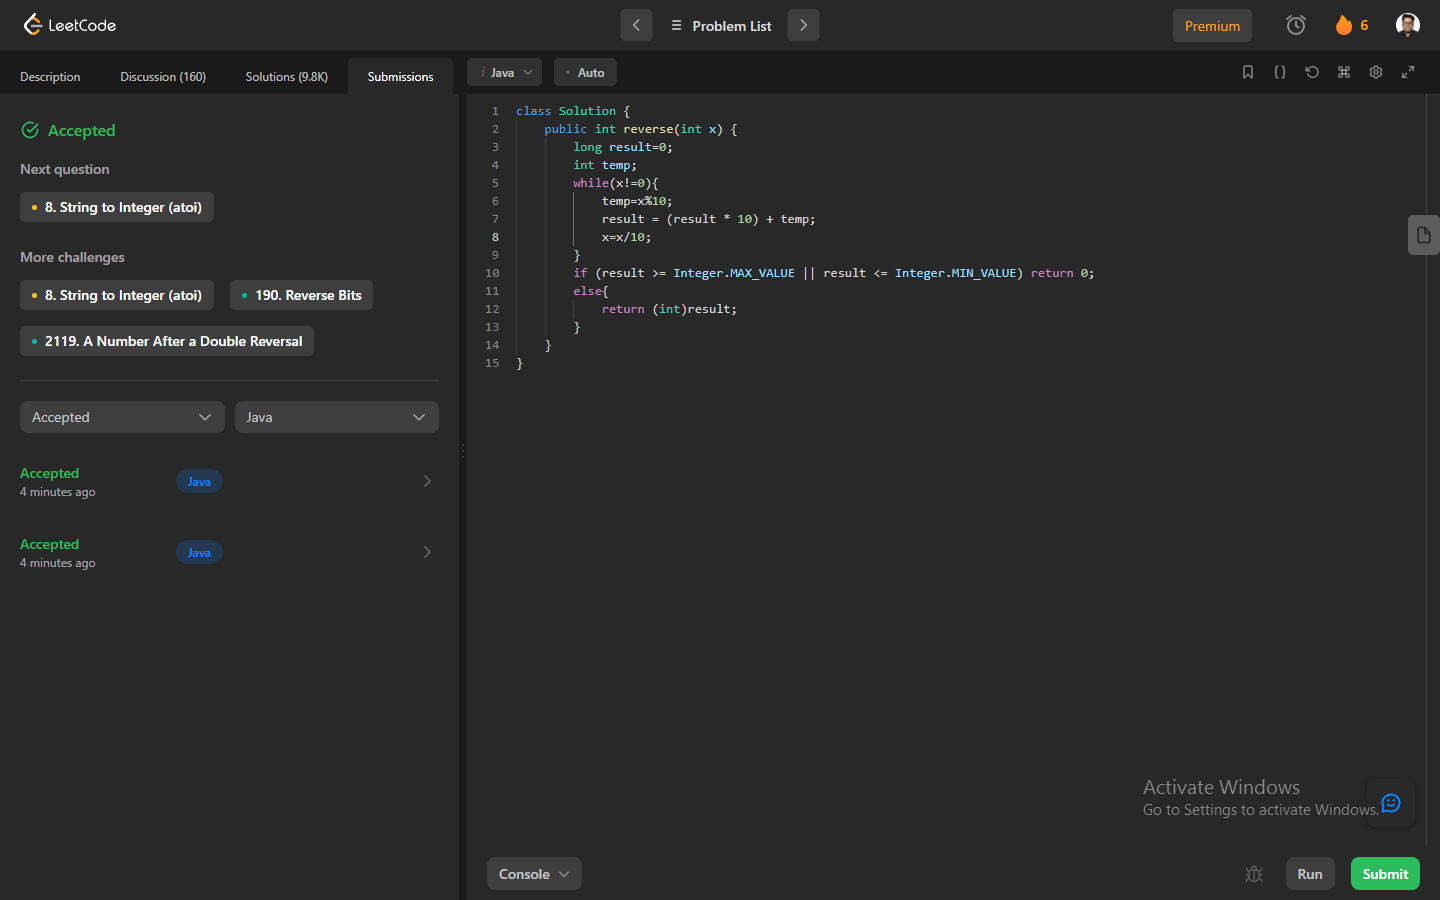 LeetCode
Problem List
Premium
6
Description
Discussion (160)
Solutions (9.8K)
Submissions
i Java
Auto
Accepted
Next question
8. String to Integer (atoi)
More challenges
8. String to Integer (atoi)
190. Reverse Bits
2119. A Number After a Double Reversal
Accepted
Java
Accepted
4 minutes ago
Java
Accepted
4 minutes ago
Java
1 class Solution {
2     public int reverse(int x) {
3         long result=0;
4         int temp;
5         while(x!=0){
6             temp=x%10;
7             result = (result * 10) + temp;
8             x=x/10;
9         }
10         if (result >= Integer.MAX_VALUE || result <= Integer.MIN_VALUE) return 0;
11         else{
12             return (int)result;
13         }
14     }
15 }
Activate Windows
Go to Settings to activate Windows.
Console
Run
Submit